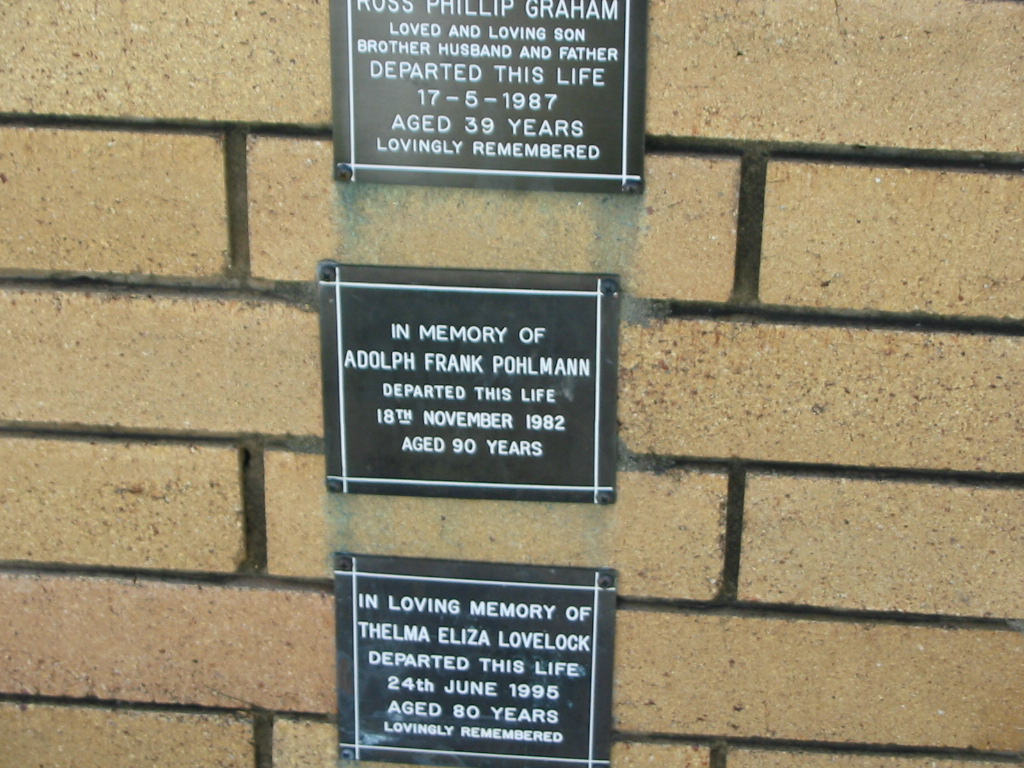 ROSS PHILLIP GRAHAM
LOVED AND LOVING SON
BROTHER HUSBAND AND FATHER
DEPARTED THIS LIFE
17-5-1987
AGED 39 YEARS
LOVINGLY REMEMBERED
IN MEMORY OF
ADOLPH FRANK POHLMANN
DEPARTED THIS LIFE
18TH NOVEMBER 1982
AGED 90 YEARS
IN LOVING MEMORY OF
THELMA ELIZA LOVELOCK
DEPARTED THIS LIFE
24th JUNE 1995
AGED 80 YEARS
LOVINGLY REMEMBERED